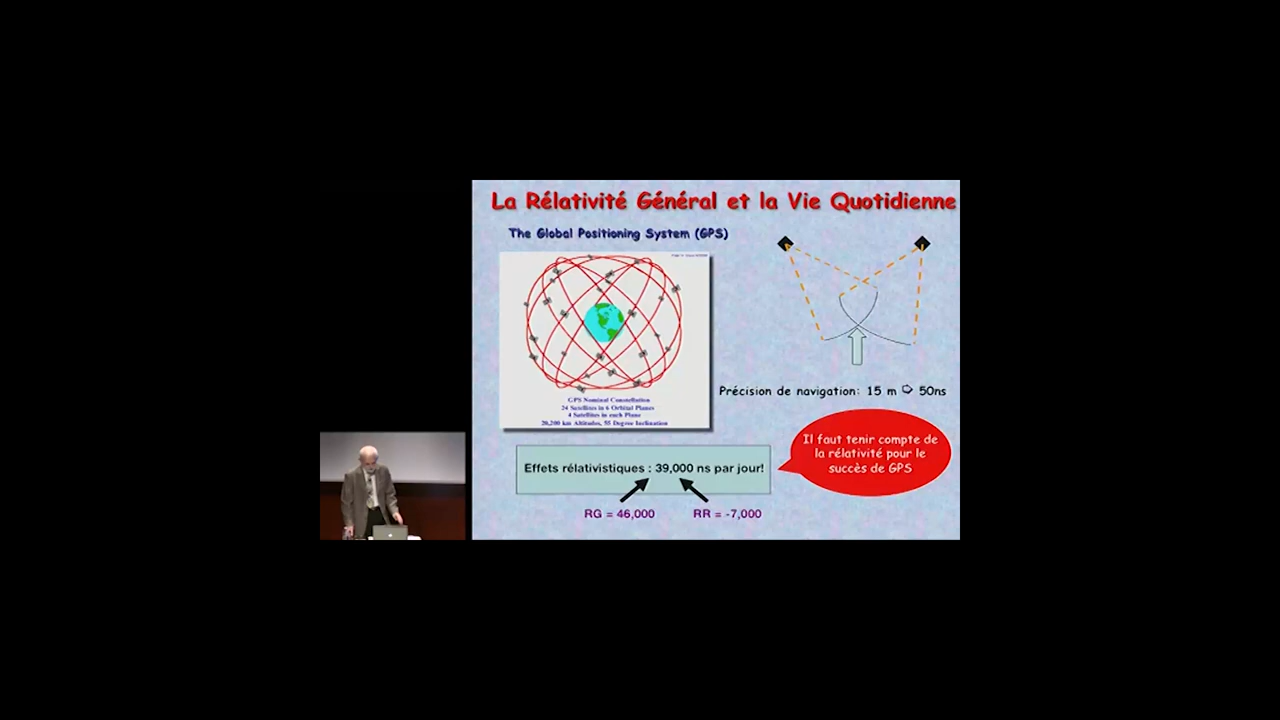 La Rélativité Général et la Vie Quotidienne
The Global Positioning System (GPS)
GPS Nominal Constellation
24 Satellites in 6 Orbital Planes
4 Satellites in each Plane
20,200 km Altitudes, 55 Degree Inclination
Précision de navigation: 15 m ➩ 50ns
Il faut tenir compte de
la rélativité pour le
succès de GPS
Effets rélativistiques : 39,000 ns par jour!
RG = 46,000
RR = -7,000